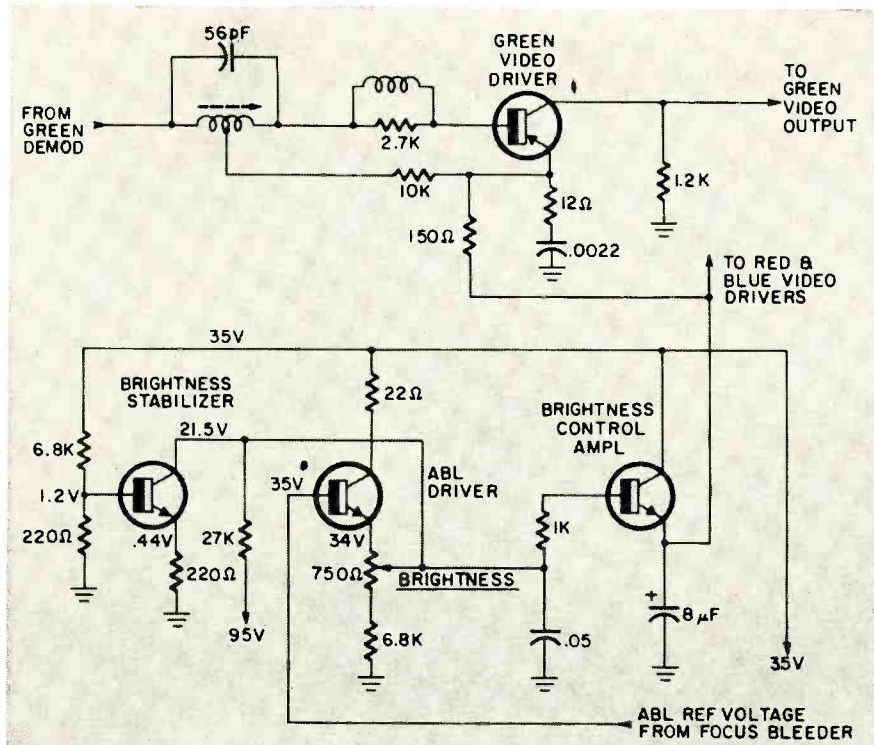 56pF
GREEN
VIDEO
DRIVER
TO
GREEN
VIDEO
OUTPUT
FROM
GREEN
DEMOD
2.7K
10K
12Ω
1.2K
150Ω
.0022
TO RED &
BLUE VIDEO
DRIVERS
35V
BRIGHTNESS
STABILIZER
22Ω
BRIGHTNESS
CONTROL
AMPL
21.5V
6.8K
35V
ABL
DRIVER
1.2V
1K
220Ω
.44V
27K
34V
220Ω
750Ω
BRIGHTNESS
+
8µF
95V
6.8K
.05
35V
ABL REF VOLTAGE
FROM FOCUS BLEEDER